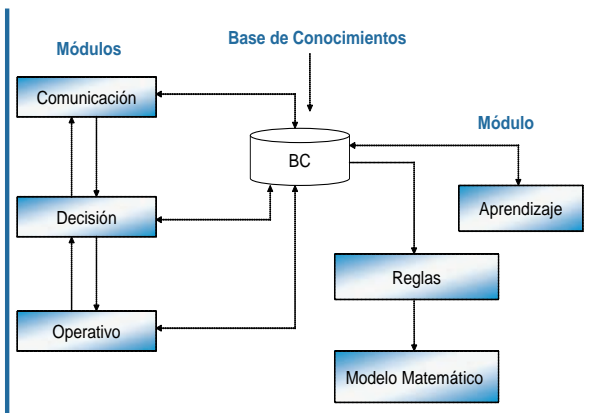 Base de Conocimientos
Módulos
Comunicación
Módulo
BC
Decisión
Aprendizaje
Reglas
Operativo
Modelo Matemático